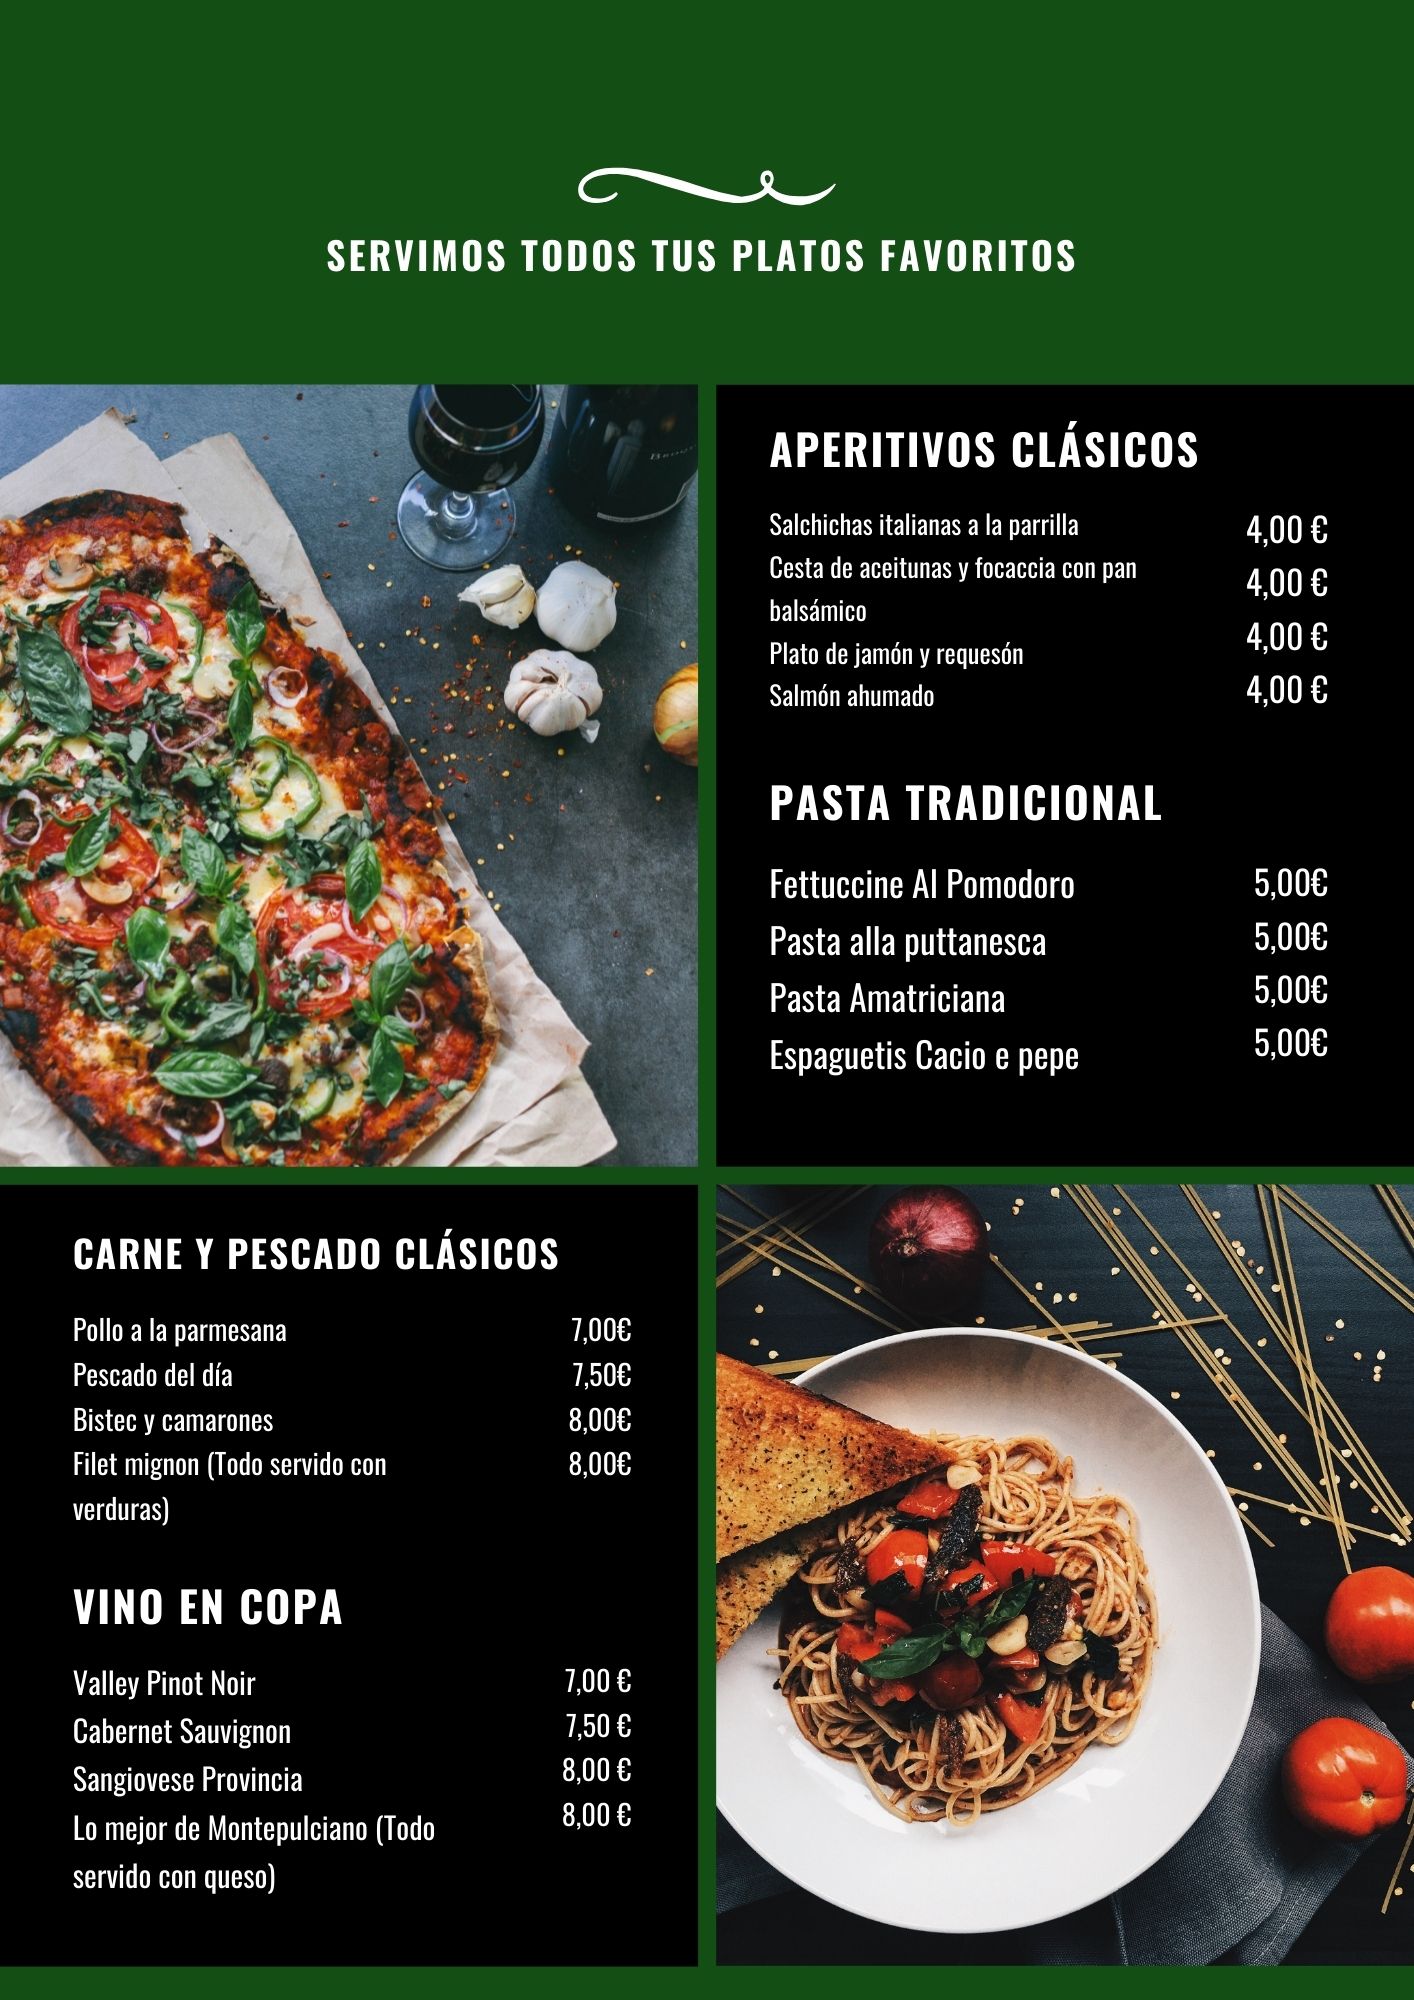 SERVIMOS TODOS TUS PLATOS FAVORITOS
APERITIVOS CLÁSICOS
Salchichas italianas a la parrilla 4,00 €
Cesta de aceitunas y focaccia con pan 4,00 €
balsámico
Plato de jamón y requesón 4,00 €
Salmón ahumado 4,00 €
PASTA TRADICIONAL
Fettuccine Al Pomodoro 5,00€
Pasta alla puttanesca 5,00€
Pasta Amatriciana 5,00€
Espaguetis Cacio e pepe 5,00€
CARNE Y PESCADO CLÁSICOS
Pollo a la parmesana 7,00€
Pescado del día 7,50€
Bistec y camarones 8,00€
Filet mignon (Todo servido con 8,00€
verduras)
VINO EN COPA
Valley Pinot Noir 7,00 €
Cabernet Sauvignon 7,50 €
Sangiovese Provincia 8,00 €
Lo mejor de Montepulciano (Todo 8,00 €
servido con queso)